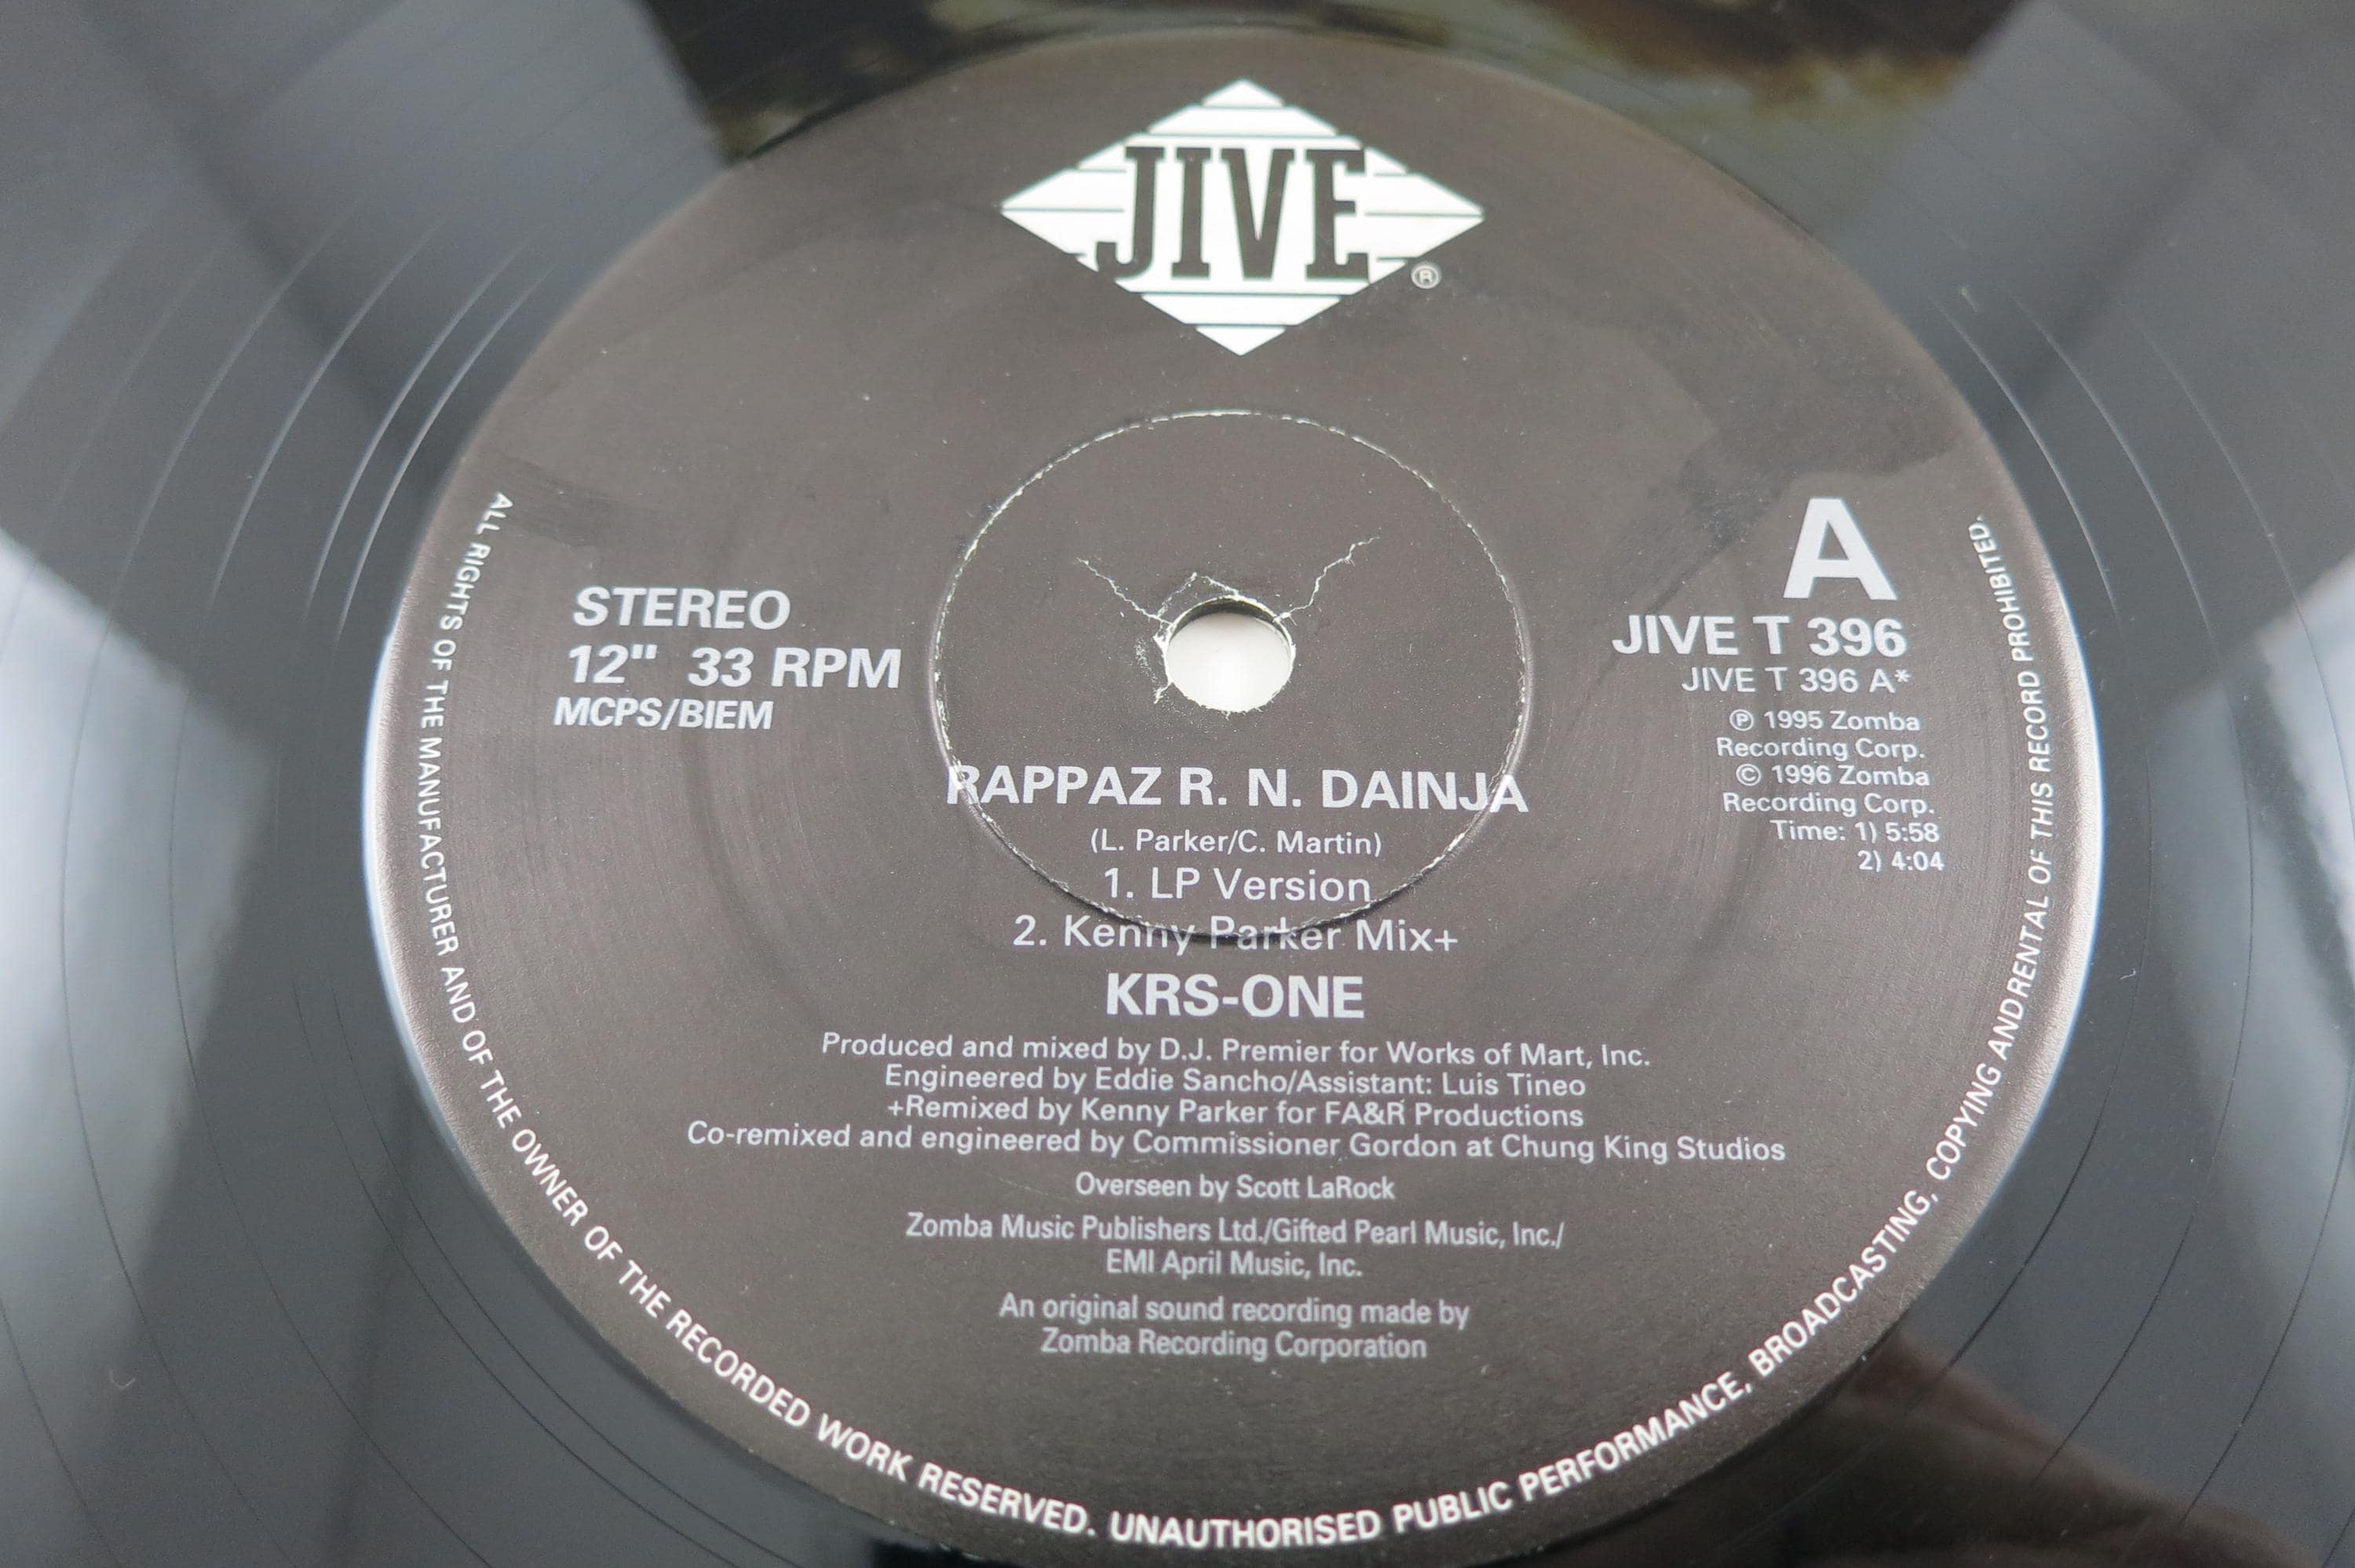 JIVE
®
STEREO
12" 33 RPM
MCPS/BIEM
A
JIVE T 396
JIVE T 396 A*
℗ 1995 Zomba
Recording Corp.
© 1996 Zomba
Recording Corp.
Time: 1) 5:58
2) 4:04
RAPPAZ R. N. DAINJA
(L. Parker/C. Martin)
1. LP Version
2. Kenny Parker Mix+
KRS-ONE
Produced and mixed by D.J. Premier for Works of Mart, Inc.
Engineered by Eddie Sancho/Assistant: Luis Tineo
+Remixed by Kenny Parker for FA&R Productions
Co-remixed and engineered by Commissioner Gordon at Chung King Studios
Overseen by Scott LaRock
Zomba Music Publishers Ltd./Gifted Pearl Music, Inc./
EMI April Music, Inc.
An original sound recording made by
Zomba Recording Corporation
ALL RIGHTS OF THE MANUFACTURER AND OF THE OWNER OF THE RECORDED WORK RESERVED. UNAUTHORISED PUBLIC PERFORMANCE, BROADCASTING, COPYING ANDRENTAL OF THIS RECORD PROHIBITED.